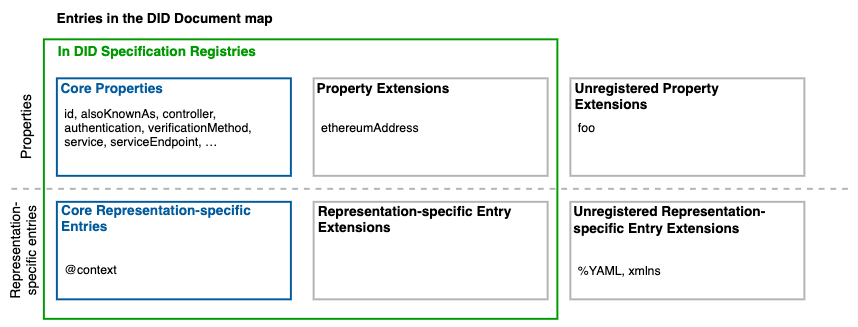 Entries in the DID Document map
In DID Specification Registries
Properties
Core Properties
id, alsoKnownAs, controller,
authentication, verificationMethod,
service, serviceEndpoint, …
Property Extensions
ethereumAddress
Unregistered Property
Extensions
foo
Representation-
specific entries
Core Representation-specific
Entries
@context
Representation-specific Entry
Extensions
Unregistered Representation-
specific Entry Extensions
%YAML, xmlns